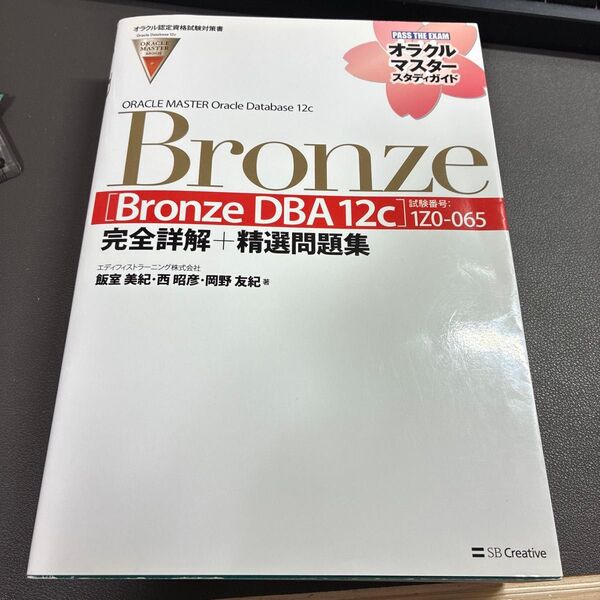 オラクル認定資格試験対策書
Oracle Database 12c
ORACLE
MASTER
BRONZE
PASS THE EXAM
オラクル
マスター
スタディガイド
ORACLE MASTER Oracle Database 12c
Bronze
[Bronze DBA 12c] 試験番号:
1Z0-065
完全詳解+精選問題集
エディフィストラーニング株式会社
飯室 美紀・西 昭彦・岡野 友紀 著
SB Creative